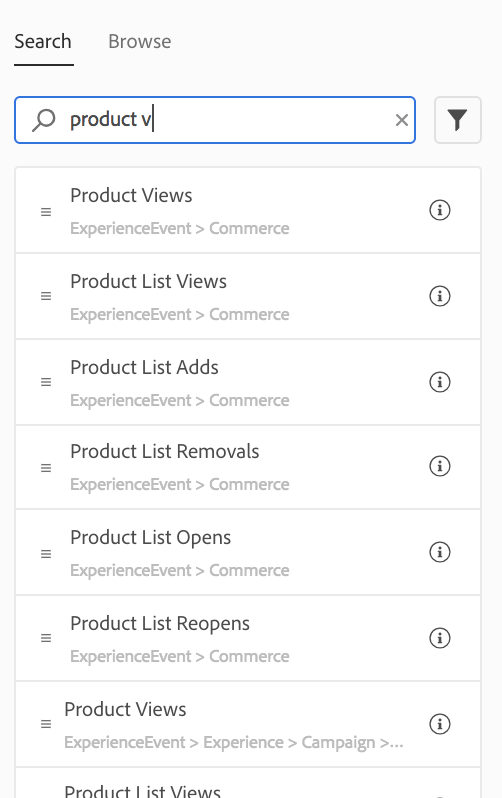 Search Browse
product v
Product Views
ExperienceEvent > Commerce
Product List Views
ExperienceEvent > Commerce
Product List Adds
ExperienceEvent > Commerce
Product List Removals
ExperienceEvent > Commerce
Product List Opens
ExperienceEvent > Commerce
Product List Reopens
ExperienceEvent > Commerce
Product Views
ExperienceEvent > Experience > Campaign >...
Product List Views